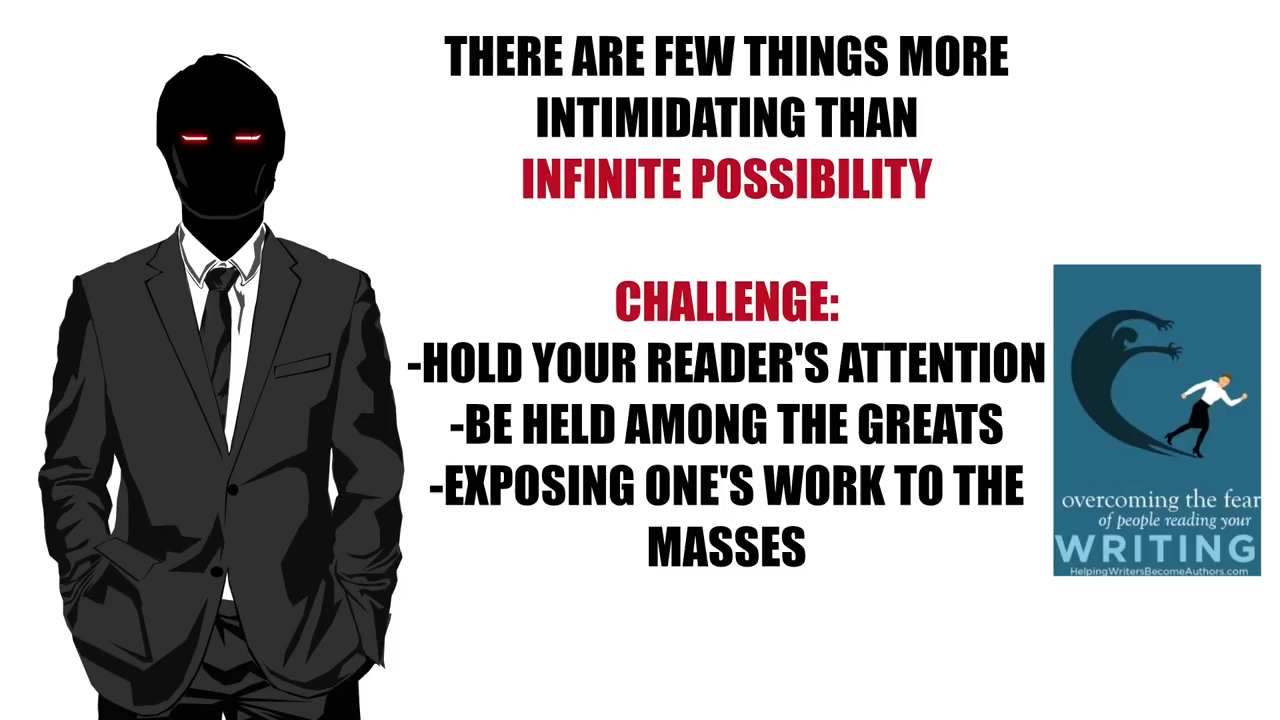 THERE ARE FEW THINGS MORE
INTIMIDATING THAN
INFINITE POSSIBILITY
CHALLENGE:
-HOLD YOUR READER'S ATTENTION
-BE HELD AMONG THE GREATS
-EXPOSING ONE'S WORK TO THE
MASSES
overcoming the fear
of people reading your
WRITING
HelpingWritersBecomeAuthors.com